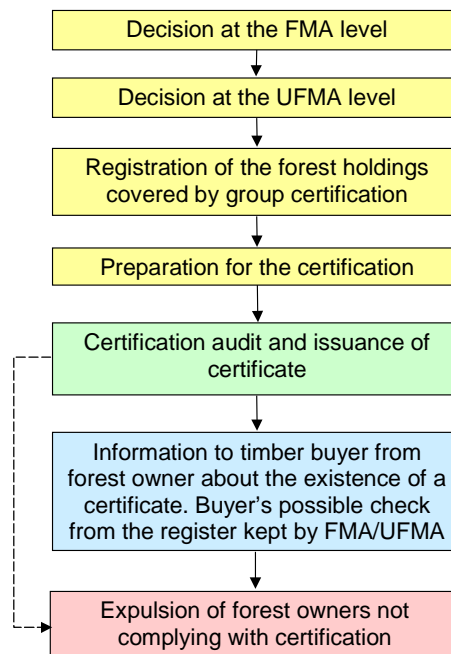 Decision at the FMA level
Decision at the UFMA level
Registration of the forest holdings
covered by group certification
Preparation for the certification
Certification audit and issuance of
certificate
Information to timber buyer from
forest owner about the existence of a
certificate. Buyer's possible check
from the register kept by FMA/UFMA
Expulsion of forest owners not
complying with certification